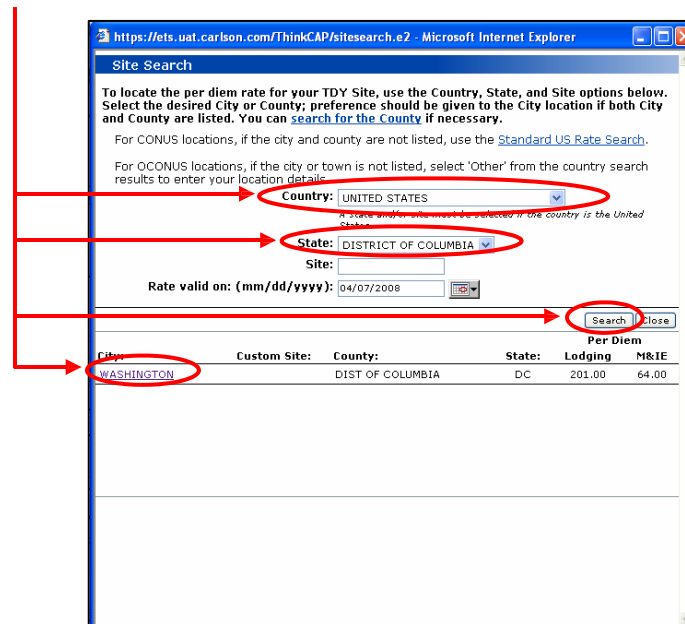 https://ets.uat.carlson.com/ThinkCAP/sitesearch.e2 - Microsoft Internet Explorer
Site Search
To locate the per diem rate for your TDY Site, use the Country, State, and Site options below.
Select the desired City or County; preference should be given to the City location if both City
and County are listed. You can search for the County if necessary.
For CONUS locations, if the city and county are not listed, use the Standard US Rate Search.
For OCONUS locations, if the city or town is not listed, select 'Other' from the country search
results to enter your location details.
Country: UNITED STATES
A state and/or site must be selected if the country is the United
States.
State: DISTRICT OF COLUMBIA
Site:
Rate valid on: (mm/dd/yyyy): 04/07/2008
Search Close
Per Diem
City: Custom Site: County: State: Lodging M&IE
WASHINGTON DIST OF COLUMBIA DC 201.00 64.00